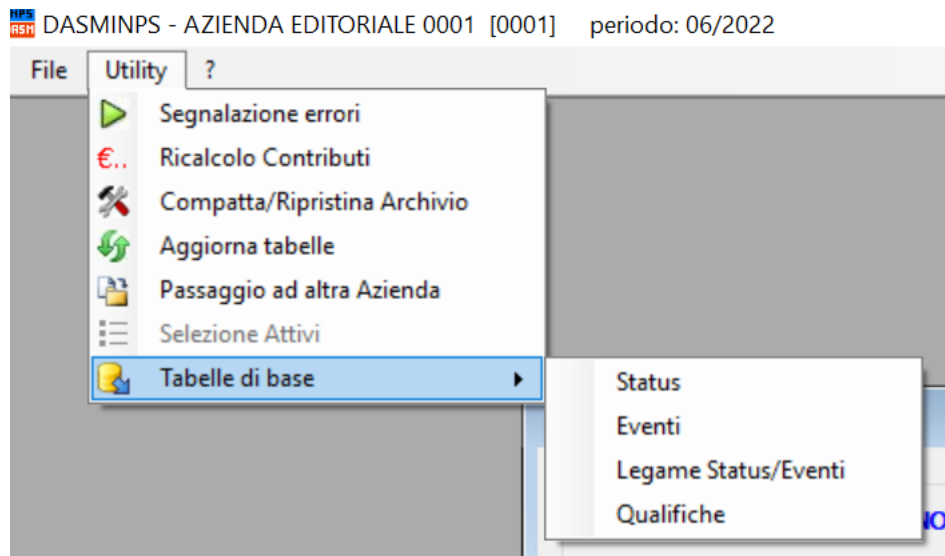 DASMINPS - AZIENDA EDITORIALE 0001 [0001] periodo: 06/2022
File Utility ?
Segnalazione errori
€.. Ricalcolo Contributi
Compatta/Ripristina Archivio
Aggiorna tabelle
Passaggio ad altra Azienda
Selezione Attivi
Tabelle di base
Status
Eventi
Legame Status/Eventi
Qualifiche